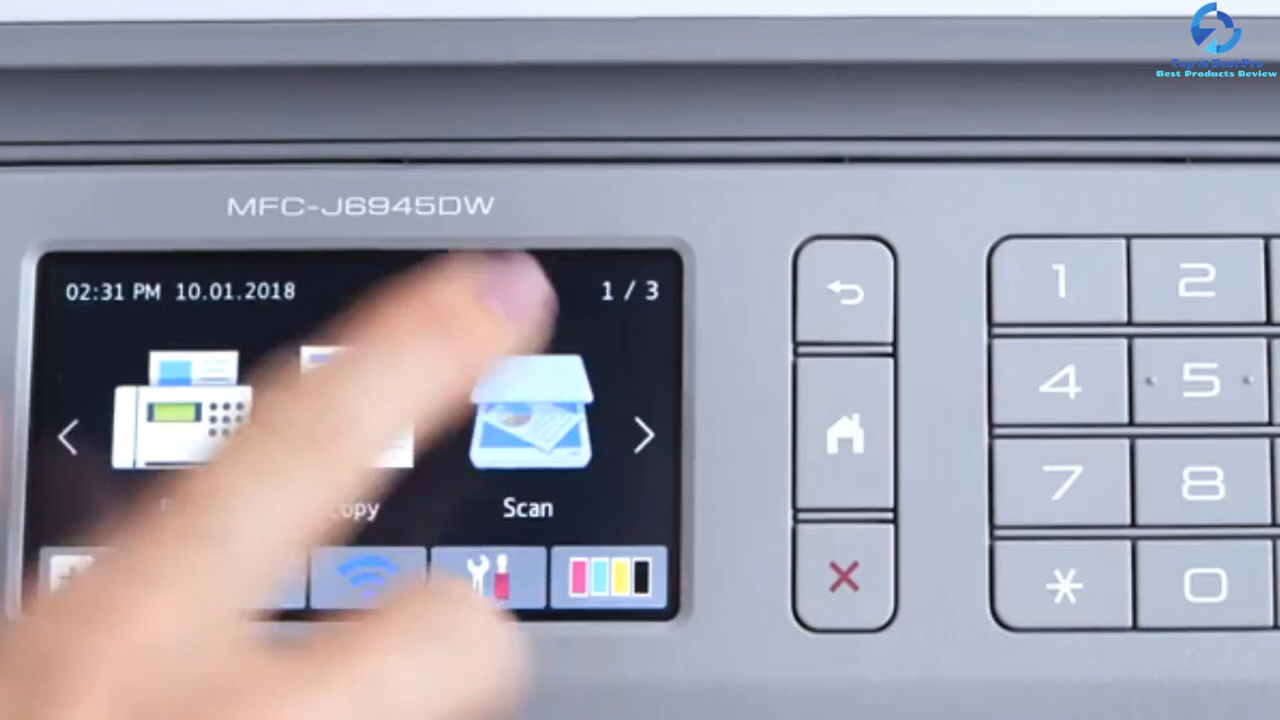 Best Products Review
MFC-J6945DW
02:31 PM 10.01.2018
1 / 3
Scan
1 2
4 5
7 8
* 0